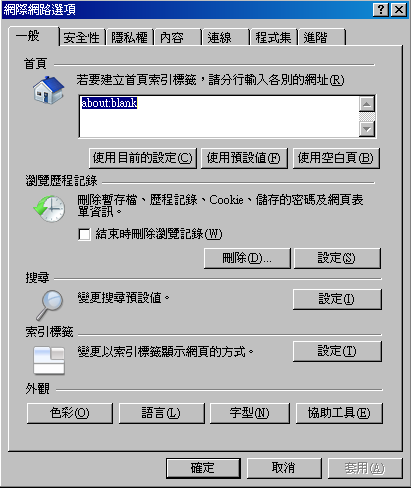 網際網路選項
一般 安全性 隱私權 內容 連線 程式集 進階
首頁
若要建立首頁索引標籤，請分行輸入各別的網址(R)
about:blank
使用目前的設定(C) 使用預設值(F) 使用空白頁(B)
瀏覽歷程記錄
刪除暫存檔、歷程記錄、Cookie、儲存的密碼及網頁表
單資訊。
結束時刪除瀏覽記錄(W)
刪除(D)... 設定(S)
搜尋
變更搜尋預設值。 設定(I)
索引標籤
變更以索引標籤顯示網頁的方式。 設定(T)
外觀
色彩(O) 語言(L) 字型(N) 協助工具(E)
確定 取消 套用(A)